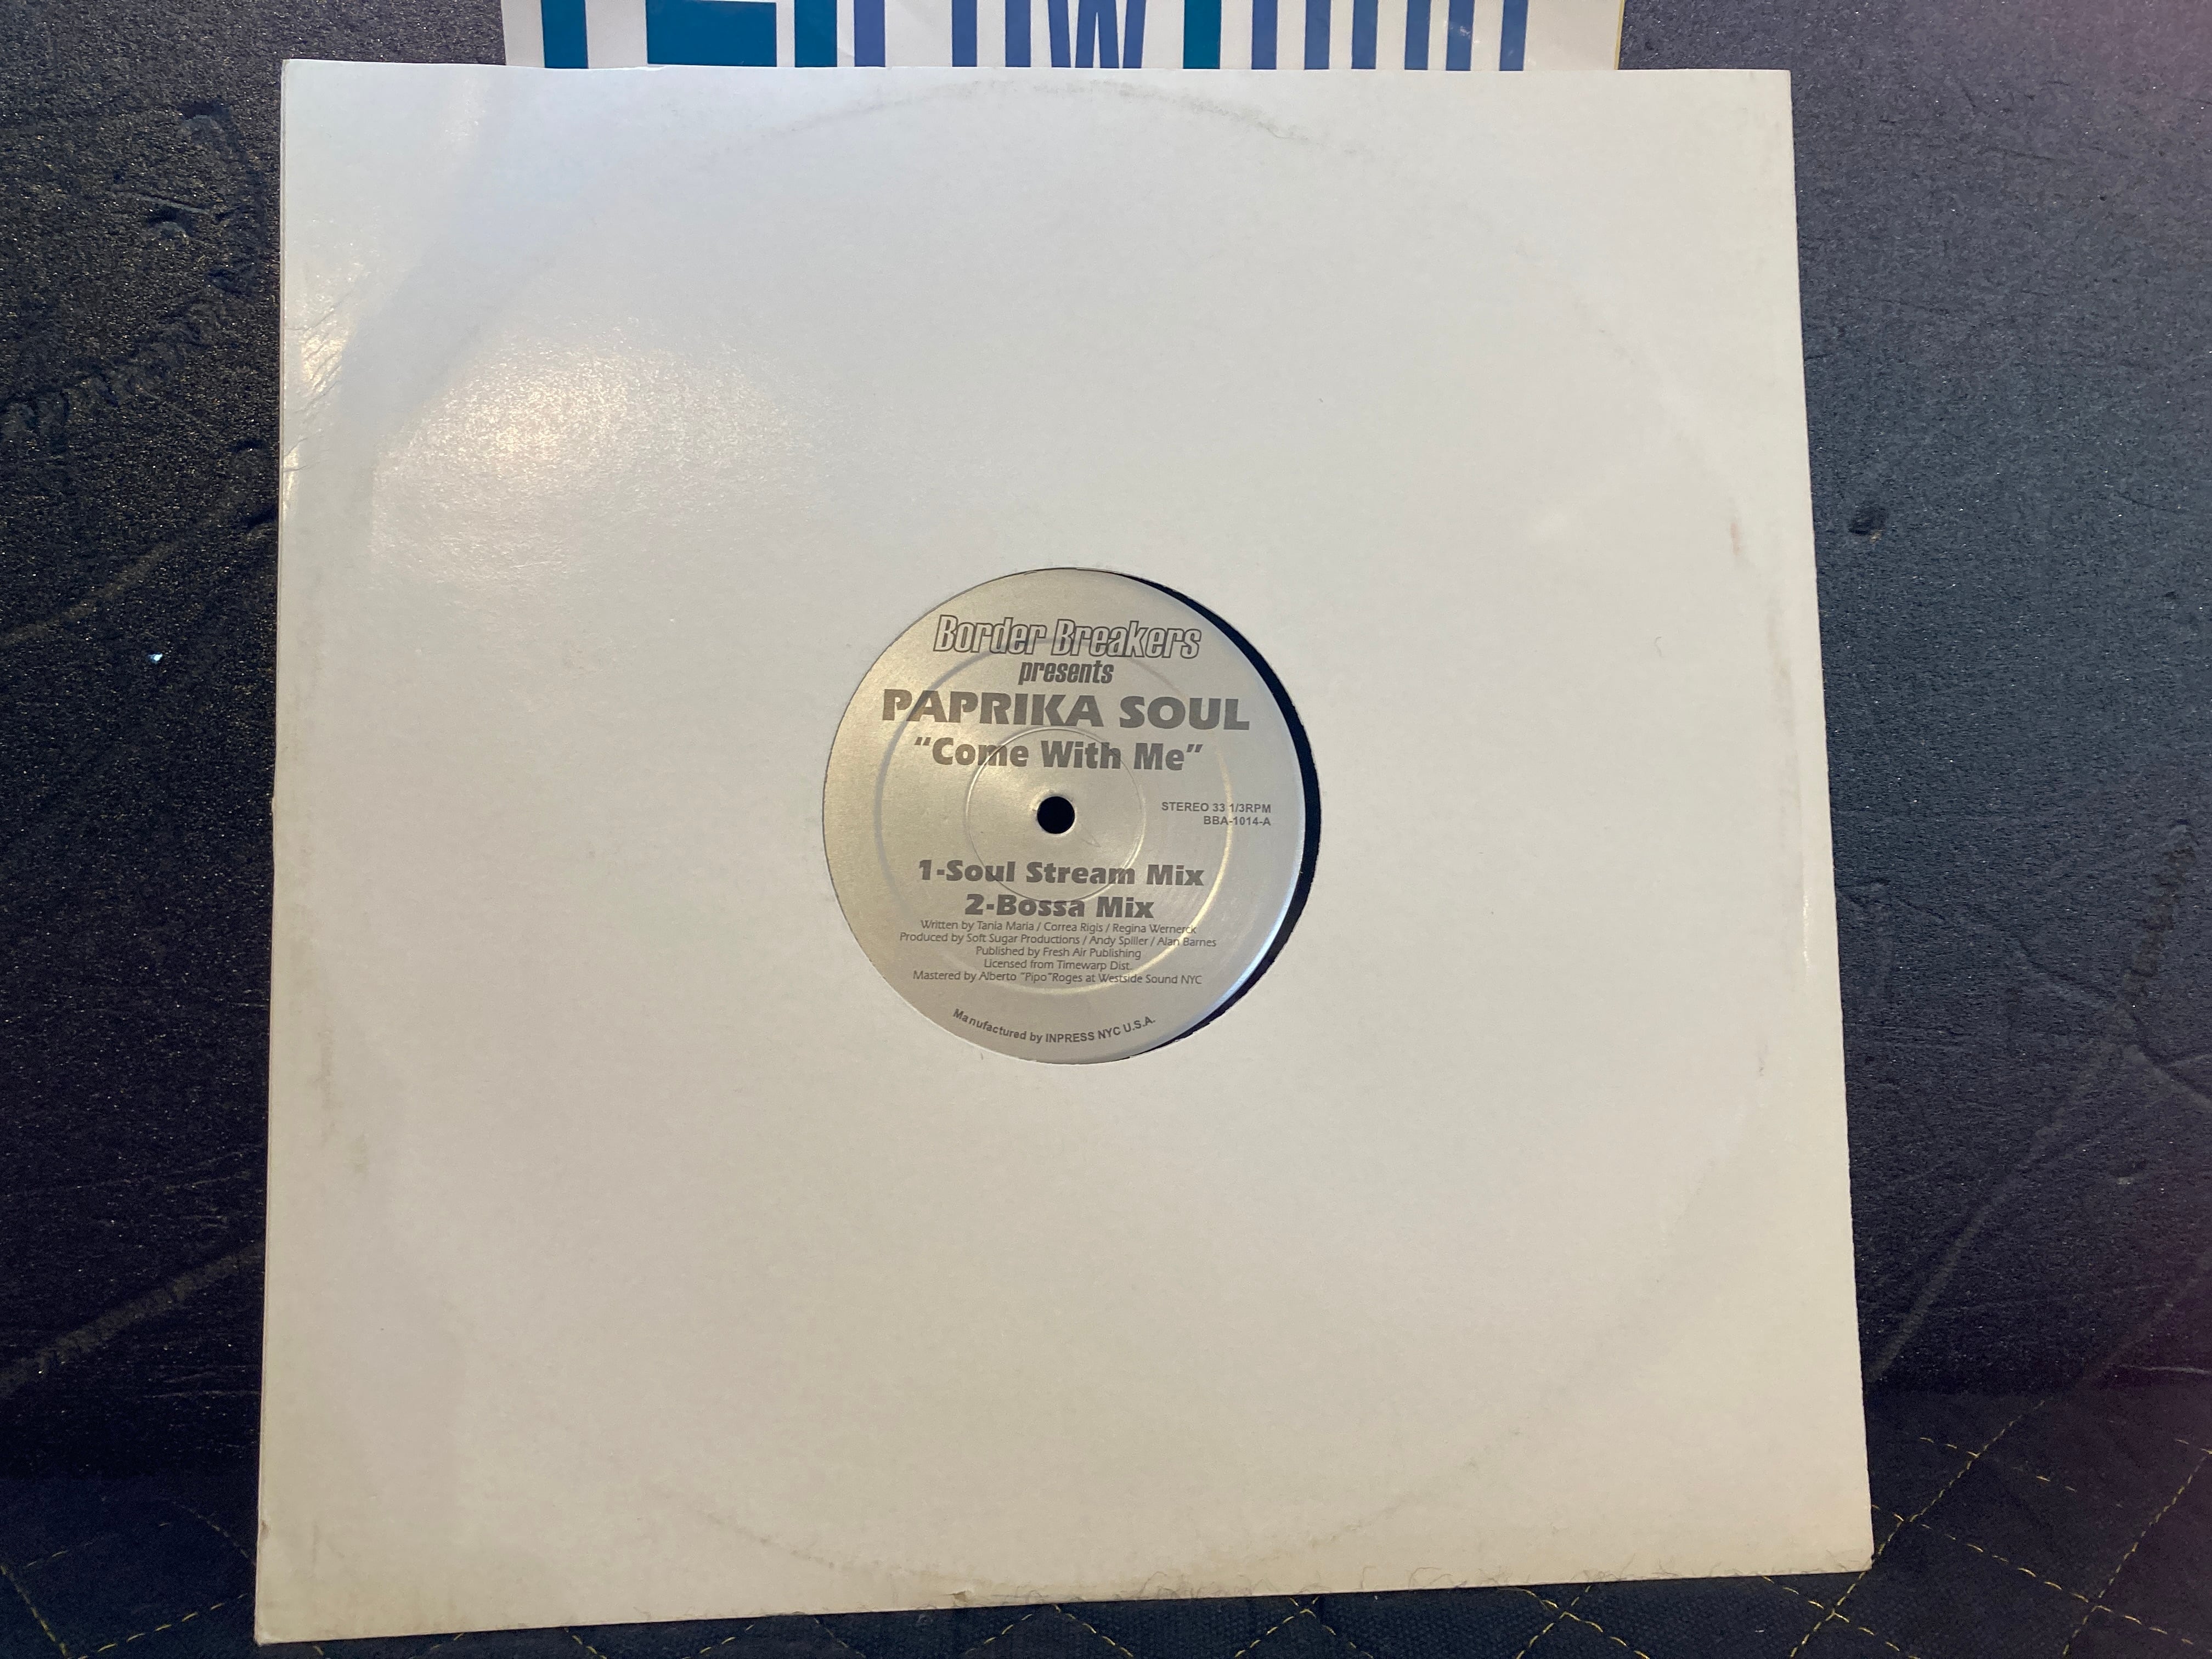 Border Breakers
presents
PAPRIKA SOUL
"Come With Me"
STEREO 33 1/3RPM
BBA-1014-A
1-Soul Stream Mix
2-Bossa Mix
Written by Tania Maria / Correa Rigis / Regina Wernerck
Produced by Soft Sugar Productions / Andy Spiller / Alan Barnes
Published by Fresh Air Publishing
Licensed from Timewarp Dist.
Mastered by Alberto "Pipo"Roges at Westside Sound NYC
Manufactured by INPRESS NYC U.S.A.